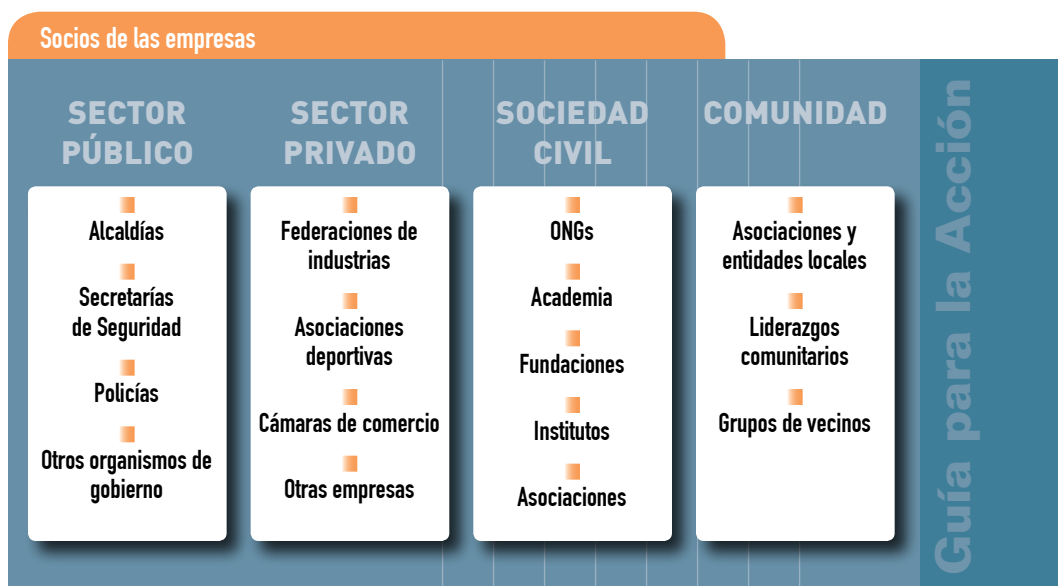 Socios de las empresas
SECTOR
PÚBLICO
Alcaldías
Secretarías
de Seguridad
Policías
Otros organismos de
gobierno
SECTOR
PRIVADO
Federaciones de
industrias
Asociaciones
deportivas
Cámaras de comercio
Otras empresas
SOCIEDAD
CIVIL
ONGs
Academia
Fundaciones
Institutos
Asociaciones
COMUNIDAD
Asociaciones y
entidades locales
Liderazgos
comunitarios
Grupos de vecinos
Guía para la Acción